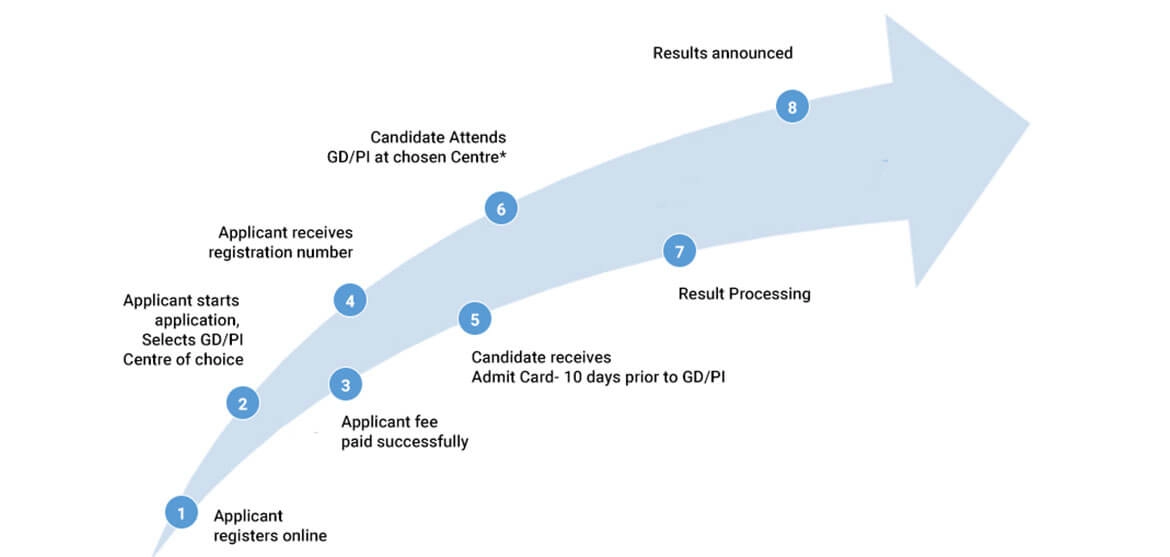 Results announced
8
Candidate Attends
GD/PI at chosen Centre*
6
Applicant receives
registration number
4
7
Result Processing
Applicant starts
application,
Selects GD/PI
Centre of choice
5
Candidate receives
Admit Card- 10 days prior to GD/PI
2
3
Applicant fee
paid successfully
1
Applicant
registers online